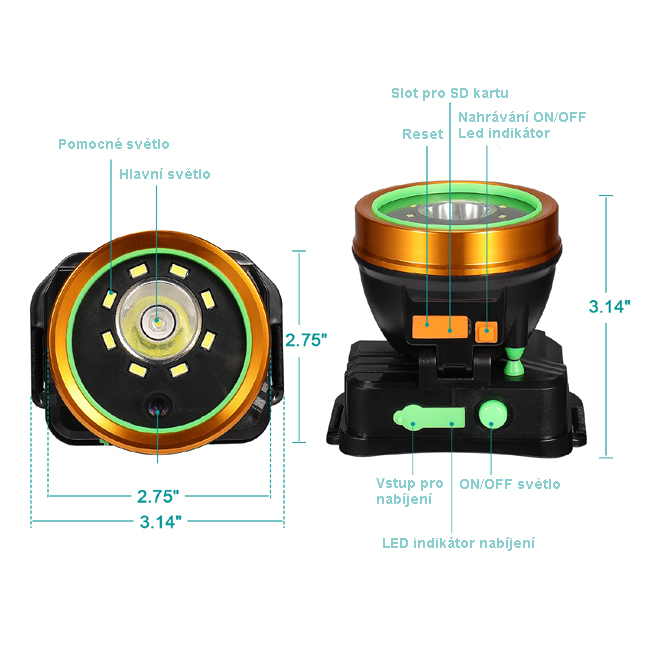 Slot pro SD kartu
Nahrávání ON/OFF
Led indikátor
Reset
Pomocné světlo
Hlavní světlo
2.75"
3.14"
2.75"
3.14"
Vstup pro
nabíjení
ON/OFF světlo
LED indikátor nabíjení